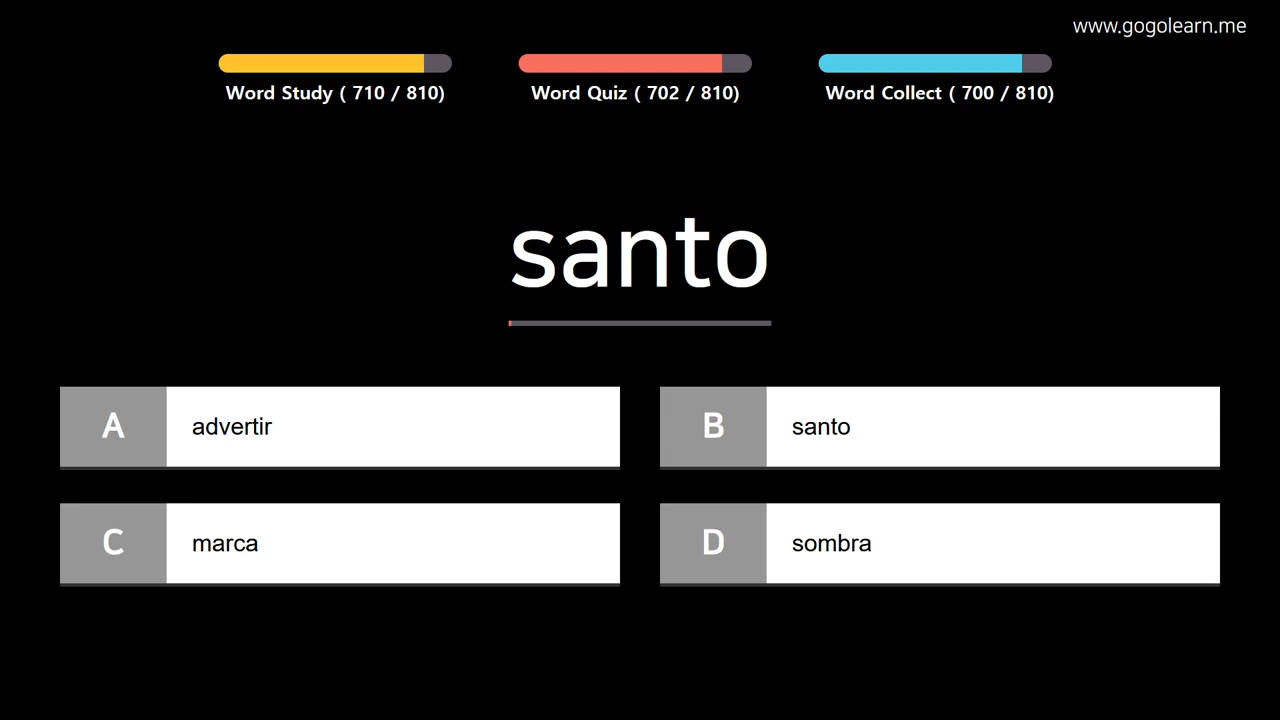 www.gogolearn.me
Word Study ( 710 / 810)
Word Quiz ( 702 / 810)
Word Collect ( 700 / 810)
santo
A advertir
B santo
C marca
D sombra